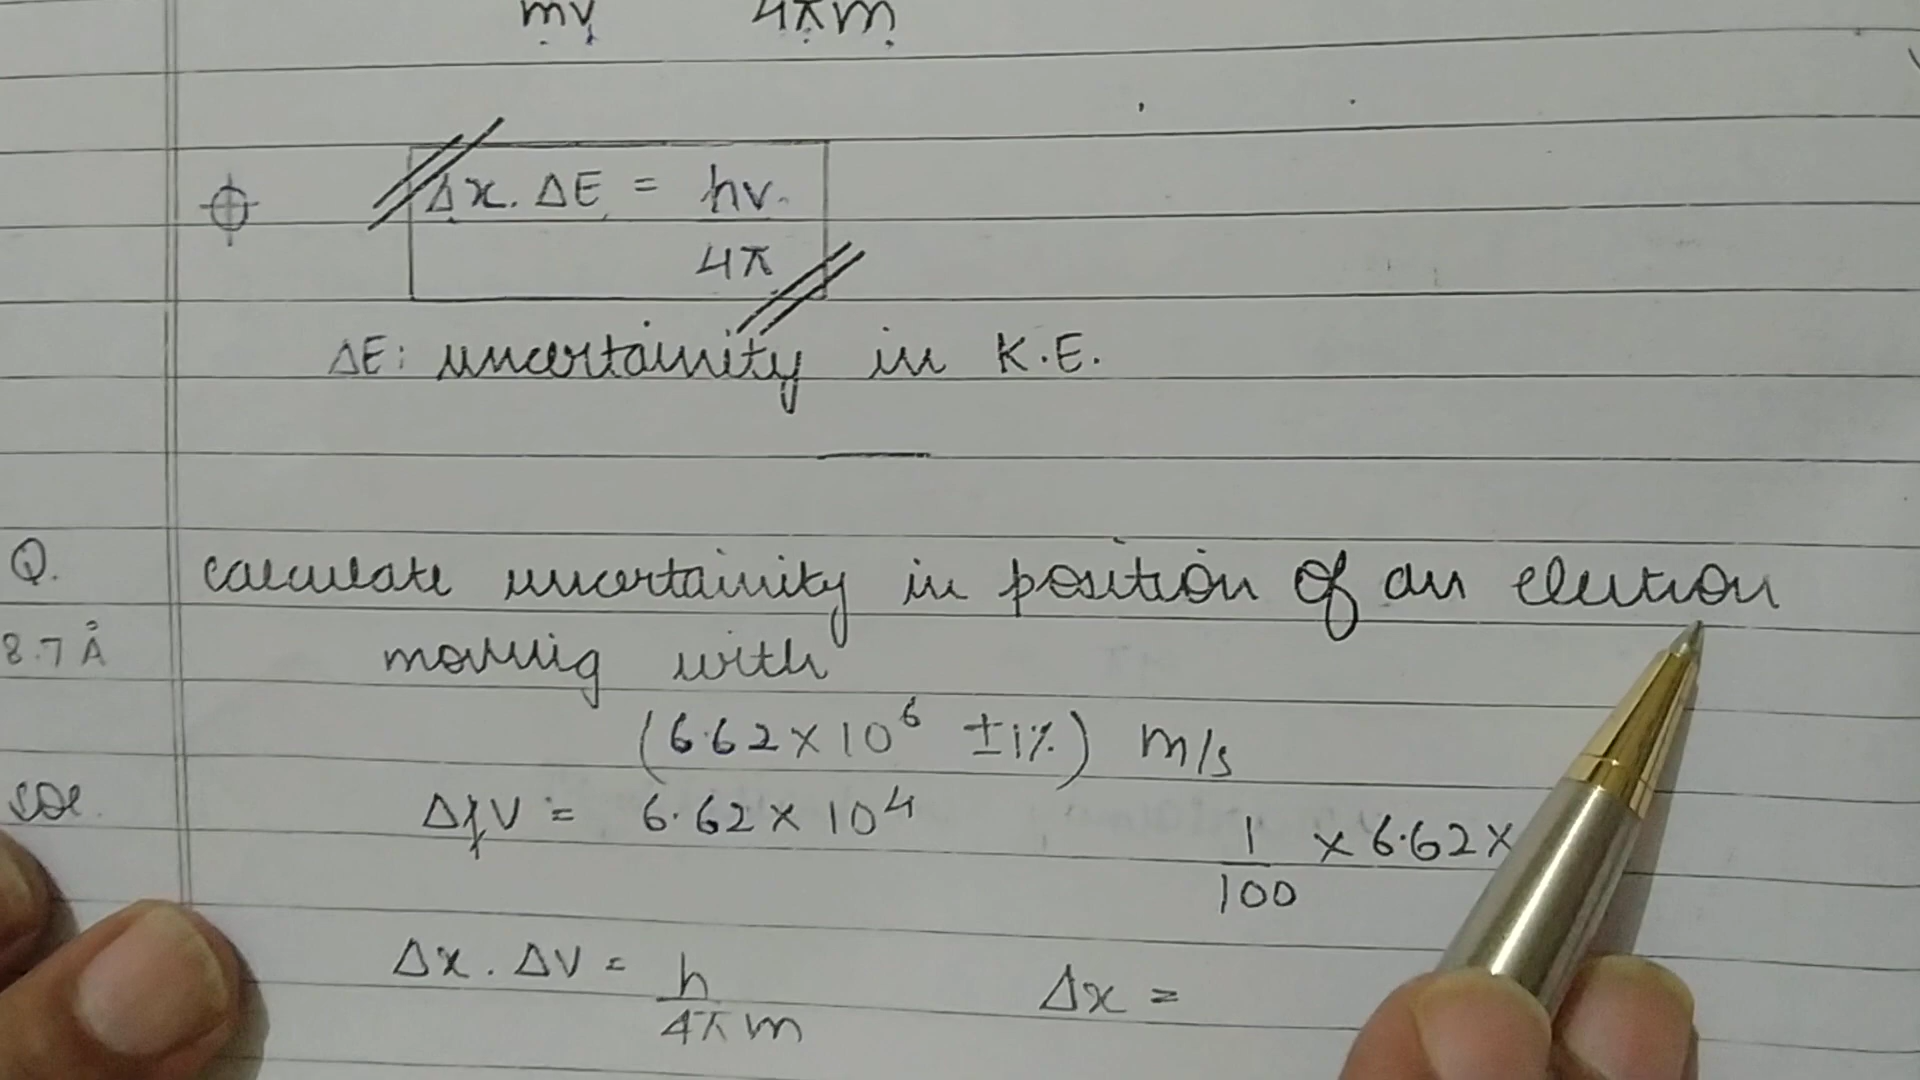 mv 4πm
Δx. ΔE = hv
4π
ΔE: uncertainity in K.E.
Q. calculate uncertainity in position of an electron
8.7 Å moving with
(6.62 x 10⁶ ±1%) m/s
sol. ΔV = 6.62 x 10⁴ 1 x 6.62 x
100
Δx . ΔV = h Δx =
4πm